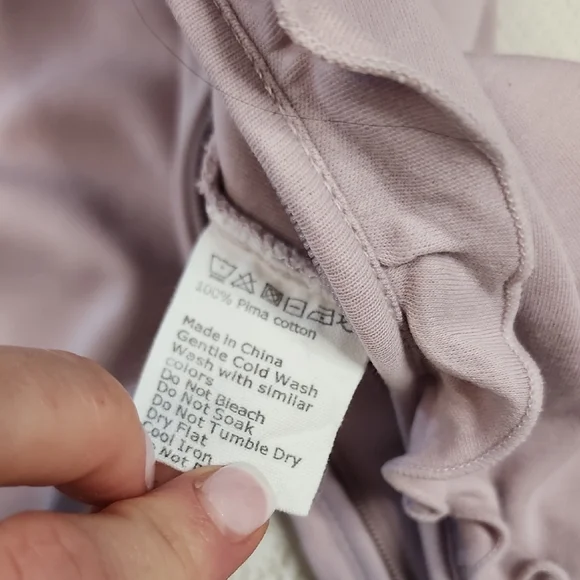 100% Pima cotton
Made in China
Gentle Cold Wash
Wash with similar
colors
Do Not Bleach
Do Not Soak
Do Not Tumble Dry
Dry Flat
Cool Iron
Not